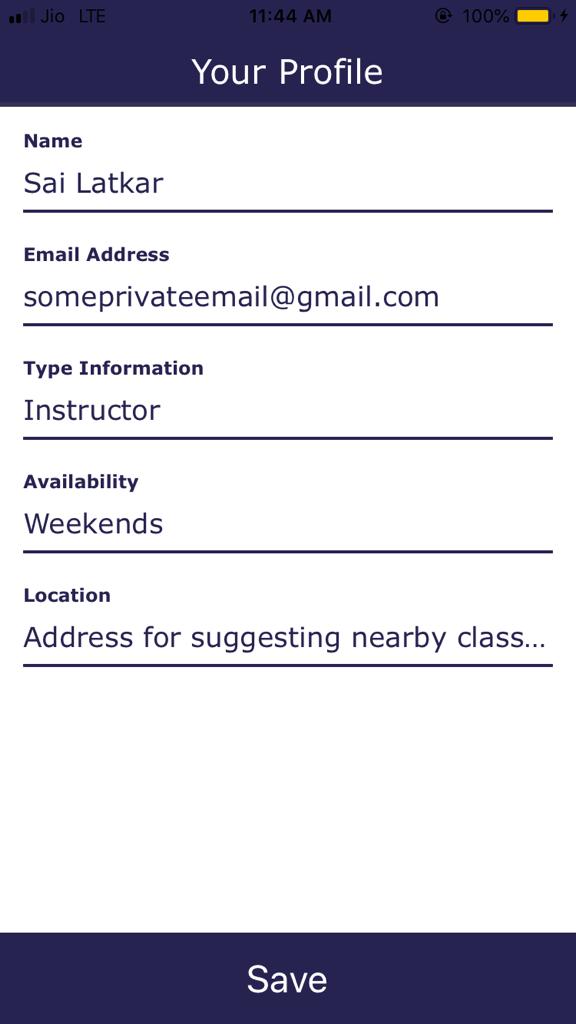 Jio LTE 11:44 AM 100%
Your Profile
Name
Sai Latkar
Email Address
someprivateemail@gmail.com
Type Information
Instructor
Availability
Weekends
Location
Address for suggesting nearby class...
Save